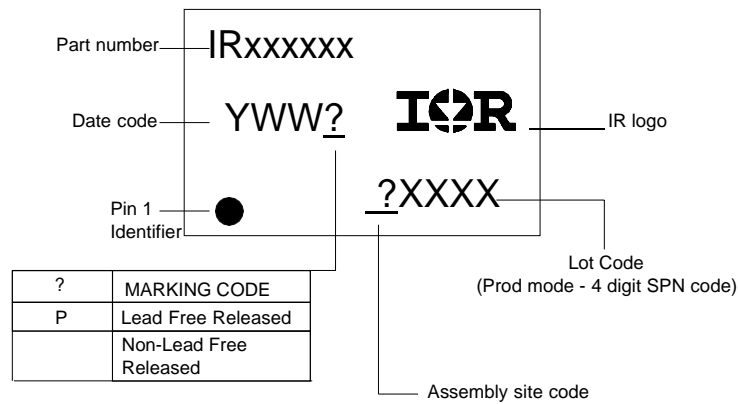 Part number
IRxxxxxx
Date code
YWW?
IOR
IR logo
?XXXX
Pin 1
Identifier
Lot Code
(Prod mode - 4 digit SPN code)
? MARKING CODE
P Lead Free Released
Non-Lead Free
Released
Assembly site code